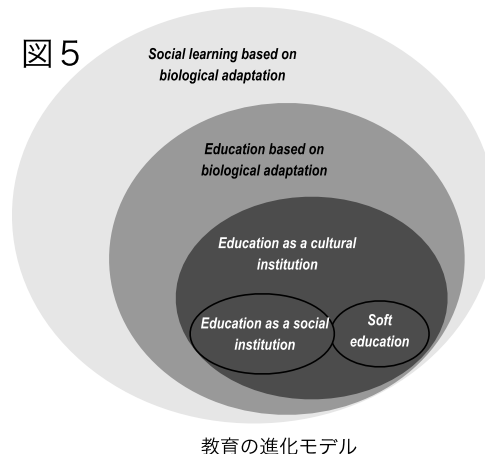 図5
Social learning based on
biological adaptation
Education based on
biological adaptation
Education as a cultural
institution
Education as a social
institution
Soft
education
教育の進化モデル